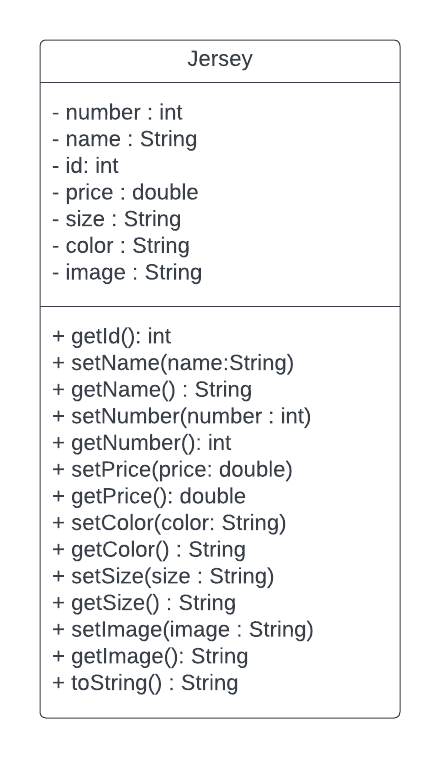 Jersey
- number : int
- name : String
- id: int
- price : double
- size : String
- color : String
- image : String
+ getId(): int
+ setName(name:String)
+ getName() : String
+ setNumber(number : int)
+ getNumber(): int
+ setPrice(price: double)
+ getPrice(): double
+ setColor(color: String)
+ getColor() : String
+ setSize(size : String)
+ getSize() : String
+ setImage(image : String)
+ getImage(): String
+ toString() : String